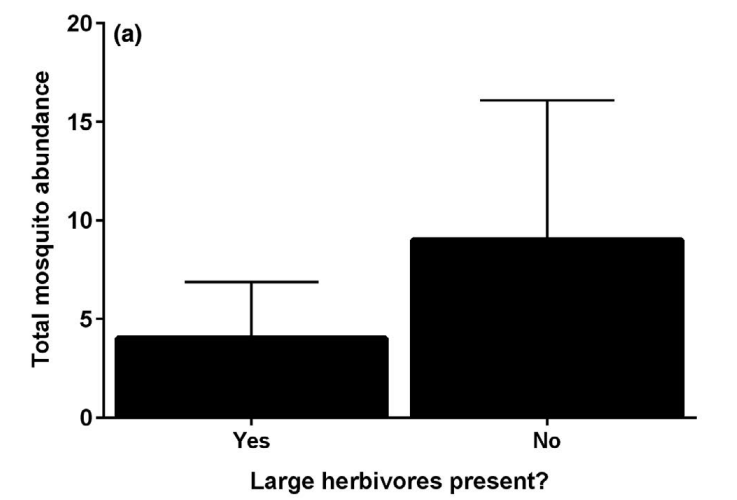 (a)
Total mosquito abundance
20
15
10
5
0
Yes
No
Large herbivores present?